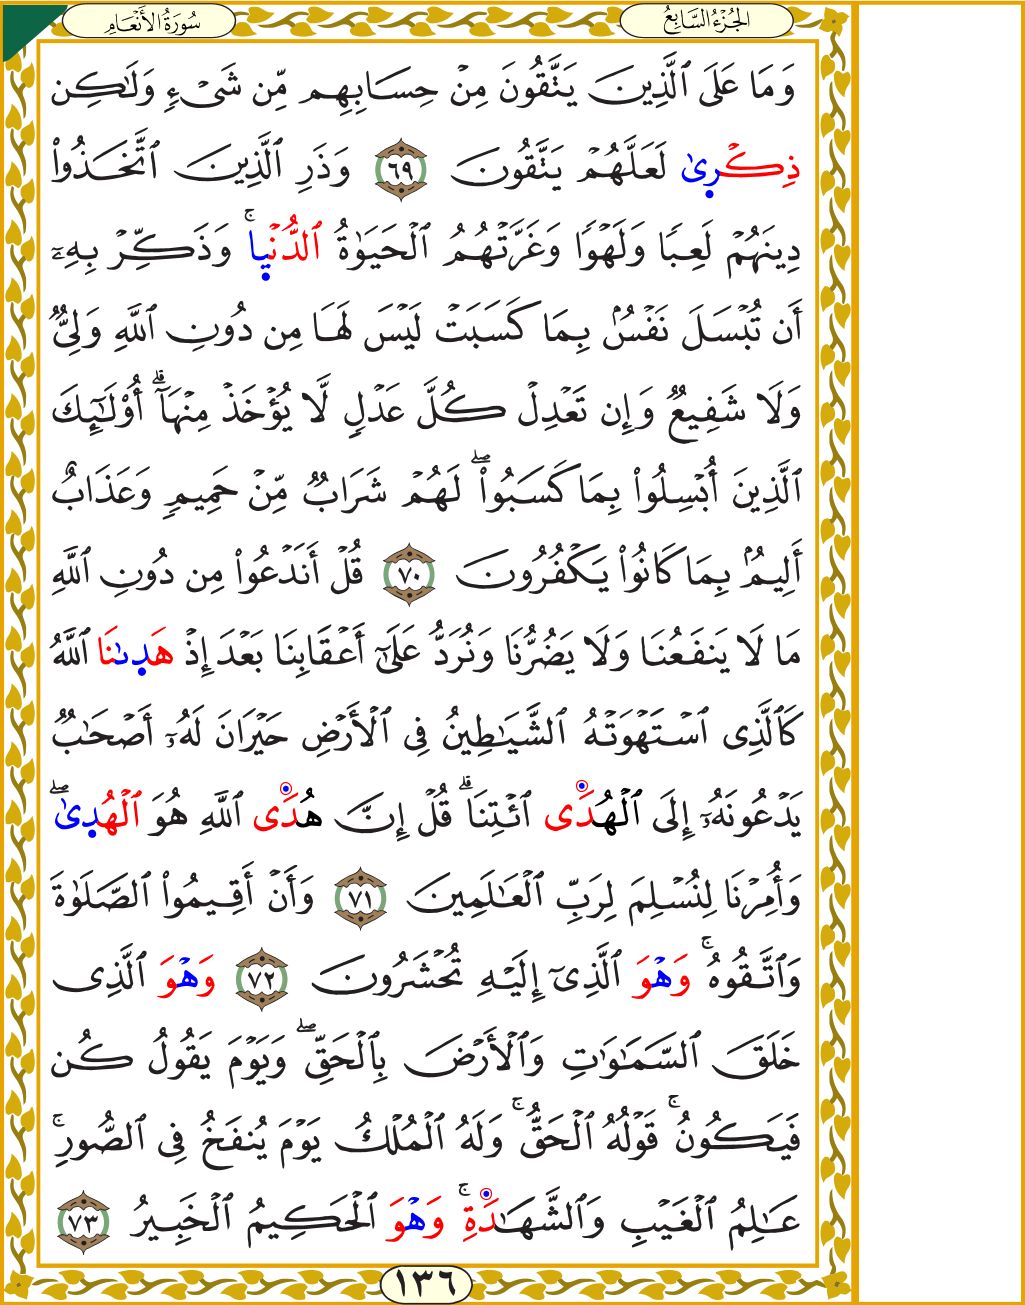 الجُزْءُ السَّابِعُ
سُورَةُ الأَنْعَامِ
وَمَا عَلَى ٱلَّذِينَ يَتَّقُونَ مِنْ حِسَابِهِم مِّن شَىْءٍ وَلَٰكِن
ذِكْرٜىٰ لَعَلَّهُمْ يَتَّقُونَ ٦٩ وَذَرِ ٱلَّذِينَ ٱتَّخَذُوا۟
دِينَهُمْ لَعِبًا وَلَهْوًا وَغَرَّتْهُمُ ٱلْحَيَوٰةُ ٱلدُّنْيٜا ۚ وَذَكِّرْ بِهِۦٓ
أَن تُبْسَلَ نَفْسٌۢ بِمَا كَسَبَتْ لَيْسَ لَهَا مِن دُونِ ٱللَّهِ وَلِىٌّ
وَلَا شَفِيعٌ وَإِن تَعْدِلْ كُلَّ عَدْلٍ لَّا يُؤْخَذْ مِنْهَآ ۗ أُو۟لَٰٓئِكَ
ٱلَّذِينَ أُبْسِلُوا۟ بِمَا كَسَبُوا۟ ۖ لَهُمْ شَرَابٌ مِّنْ حَمِيمٍ وَعَذَابٌ
أَلِيمٌۢ بِمَا كَانُوا۟ يَكْفُرُونَ ٧٠ قُلْ أَنَدْعُوا۟ مِن دُونِ ٱللَّهِ
مَا لَا يَنفَعُنَا وَلَا يَضُرُّنَا وَنُرَدُّ عَلَىٰٓ أَعْقَابِنَا بَعْدَ إِذْ هَدٜىٰنَا ٱللَّهُ
كَٱلَّذِى ٱسْتَهْوَتْهُ ٱلشَّيَٰطِينُ فِى ٱلْأَرْضِ حَيْرَانَ لَهُۥٓ أَصْحَٰبٌ
يَدْعُونَهُۥٓ إِلَى ٱلْهُدَى ٱئْتِنَا ۗ قُلْ إِنَّ هُدَى ٱللَّهِ هُوَ ٱلْهُدٜىٰ ۖ
وَأُمِرْنَا لِنُسْلِمَ لِرَبِّ ٱلْعَٰلَمِينَ ٧١ وَأَنْ أَقِيمُوا۟ ٱلصَّلَوٰةَ
وَٱتَّقُوهُ ۚ وَهْوَ ٱلَّذِىٓ إِلَيْهِ تُحْشَرُونَ ٧٢ وَهْوَ ٱلَّذِى
خَلَقَ ٱلسَّمَٰوَٰتِ وَٱلْأَرْضَ بِٱلْحَقِّ ۖ وَيَوْمَ يَقُولُ كُن
فَيَكُونُ ۚ قَوْلُهُ ٱلْحَقُّ ۚ وَلَهُ ٱلْمُلْكُ يَوْمَ يُنفَخُ فِى ٱلصُّورِ ۚ
عَٰلِمُ ٱلْغَيْبِ وَٱلشَّهَٰدَةِ ۚ وَهْوَ ٱلْحَكِيمُ ٱلْخَبِيرُ ٧٣
١٣٦